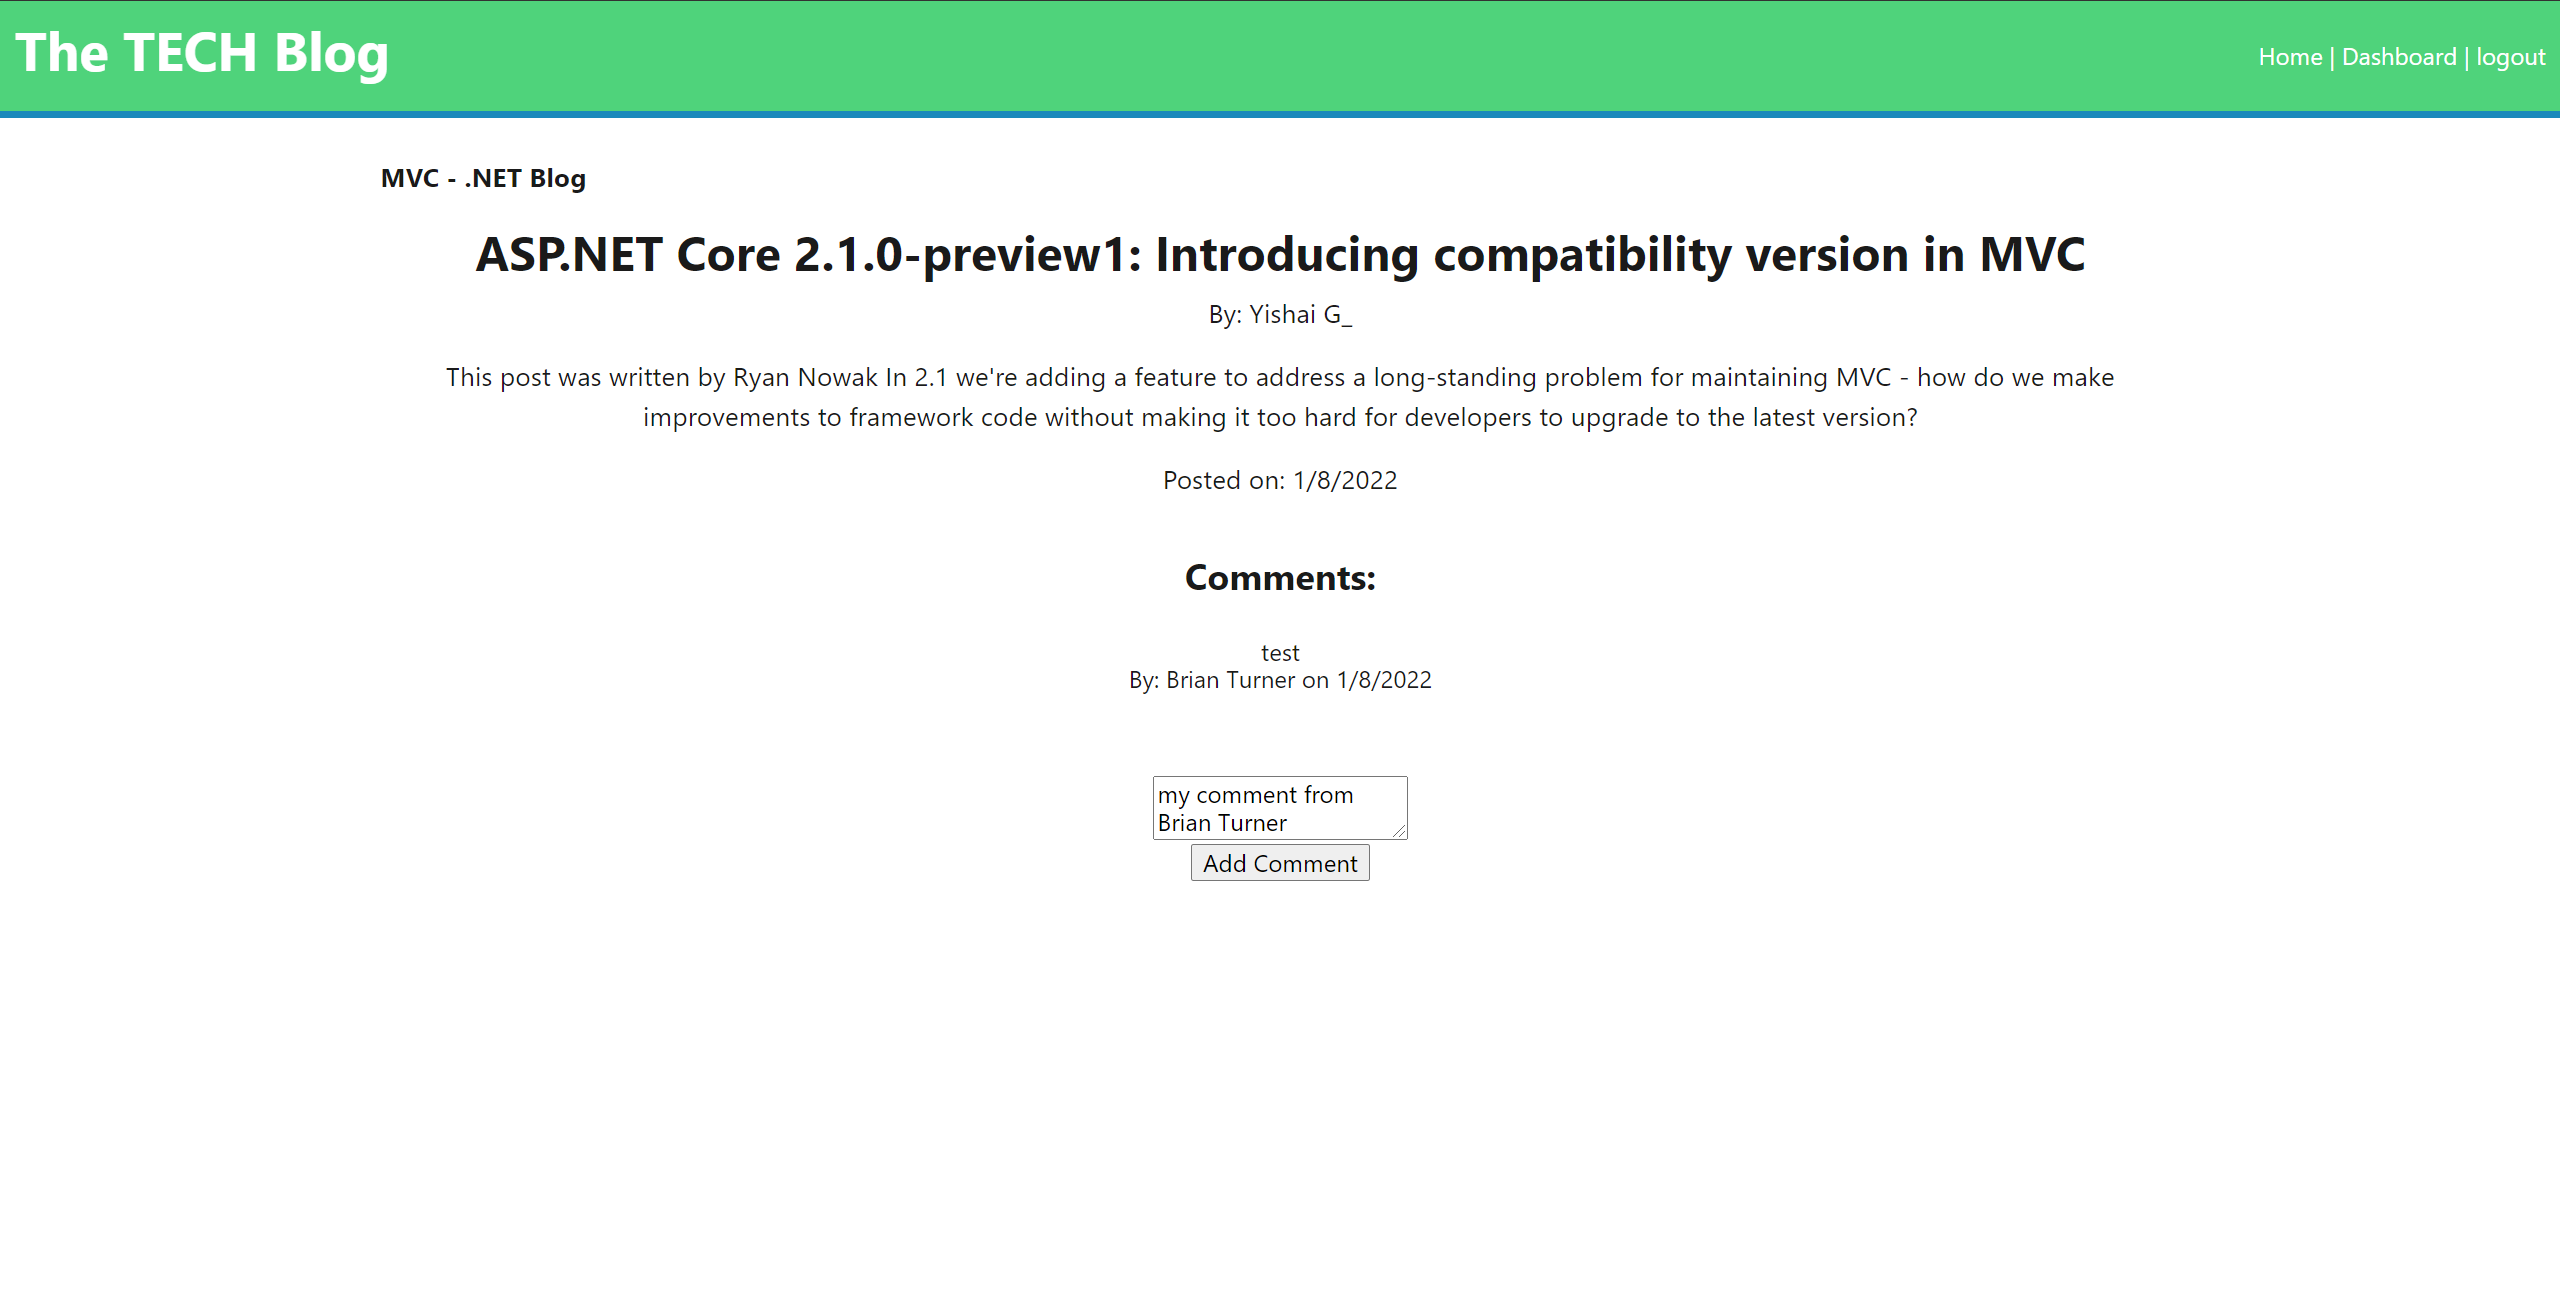 The TECH Blog
Home | Dashboard | logout
MVC - .NET Blog
ASP.NET Core 2.1.0-preview1: Introducing compatibility version in MVC
By: Yishai G_
This post was written by Ryan Nowak In 2.1 we're adding a feature to address a long-standing problem for maintaining MVC - how do we make
improvements to framework code without making it too hard for developers to upgrade to the latest version?
Posted on: 1/8/2022
Comments:
test
By: Brian Turner on 1/8/2022
my comment from
Brian Turner
Add Comment